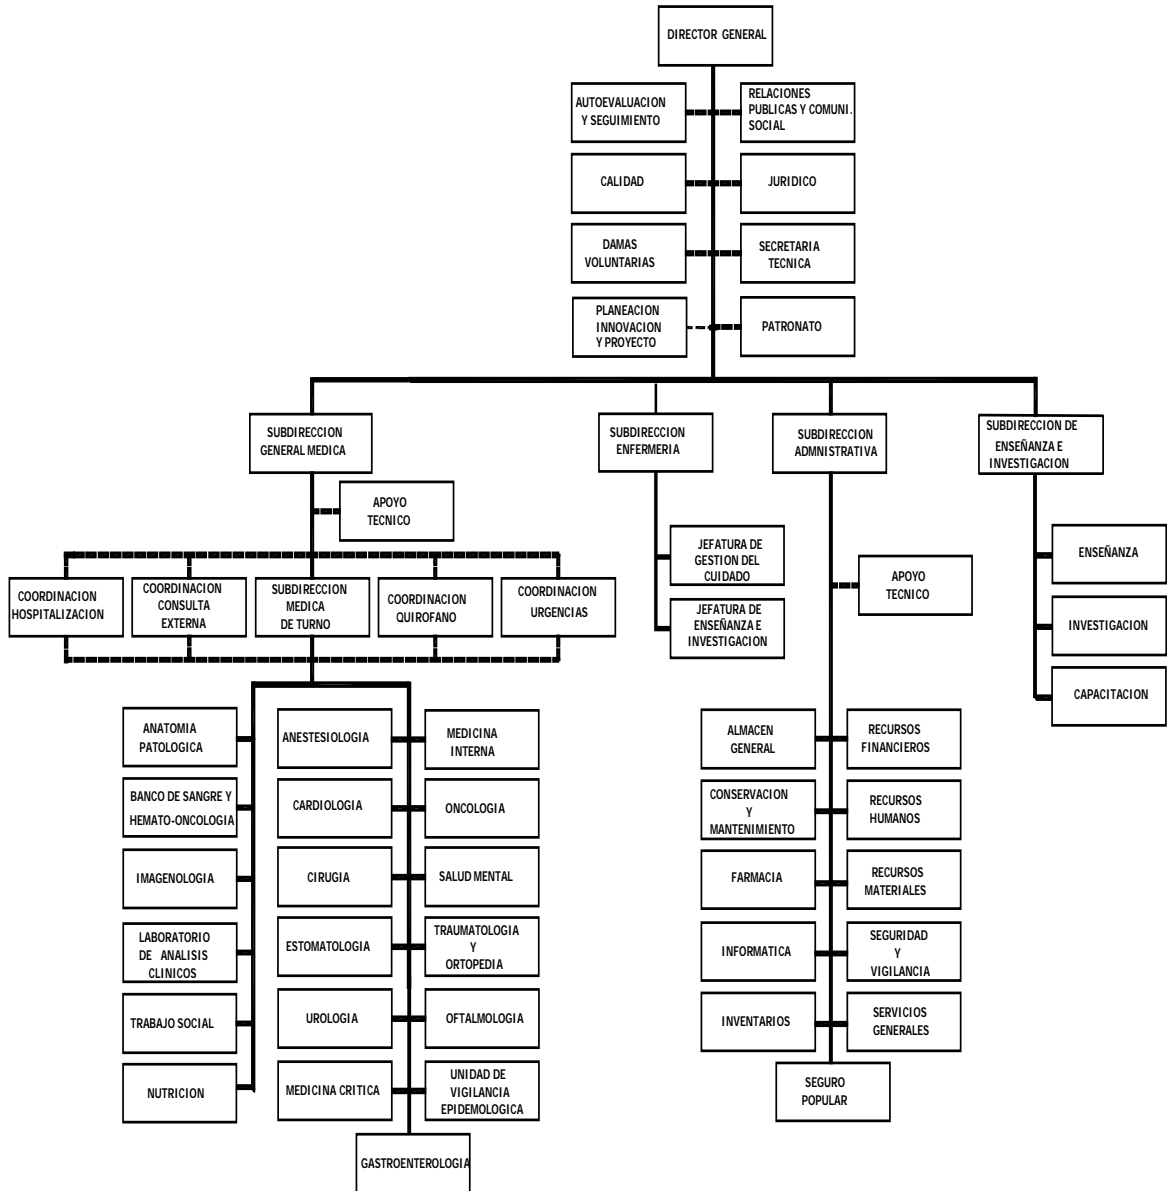 DIRECTOR GENERAL
AUTOEVALUACION
Y SEGUIMIENTO
RELACIONES
PUBLICAS Y COMUNI.
SOCIAL
CALIDAD
JURIDICO
DAMAS
VOLUNTARIAS
SECRETARIA
TECNICA
PLANEACION
INNOVACION
Y PROYECTO
PATRONATO
SUBDIRECCION
GENERAL MEDICA
SUBDIRECCION
ENFERMERIA
SUBDIRECCION
ADMNISTRATIVA
SUBDIRECCION DE
ENSEÑANZA E
INVESTIGACION
APOYO
TECNICO
COORDINACION
HOSPITALIZACION
COORDINACION
CONSULTA
EXTERNA
SUBDIRECCION
MEDICA
DE TURNO
COORDINACION
QUIROFANO
COORDINACION
URGENCIAS
JEFATURA DE
GESTION DEL
CUIDADO
JEFATURA DE
ENSEÑANZA E
INVESTIGACION
APOYO
TECNICO
ENSEÑANZA
INVESTIGACION
CAPACITACION
ANATOMIA
PATOLOGICA
ANESTESIOLOGIA
MEDICINA
INTERNA
BANCO DE SANGRE Y
HEMATO-ONCOLOGIA
CARDIOLOGIA
ONCOLOGIA
IMAGENOLOGIA
CIRUGIA
SALUD MENTAL
LABORATORIO
DE ANALISIS
CLINICOS
ESTOMATOLOGIA
TRAUMATOLOGIA
Y
ORTOPEDIA
TRABAJO SOCIAL
UROLOGIA
OFTALMOLOGIA
NUTRICION
MEDICINA CRITICA
UNIDAD DE
VIGILANCIA
EPIDEMOLOGICA
GASTROENTEROLOGIA
ALMACEN
GENERAL
RECURSOS
FINANCIEROS
CONSERVACION
Y
MANTENIMIENTO
RECURSOS
HUMANOS
FARMACIA
RECURSOS
MATERIALES
INFORMATICA
SEGURIDAD
Y
VIGILANCIA
INVENTARIOS
SERVICIOS
GENERALES
SEGURO
POPULAR